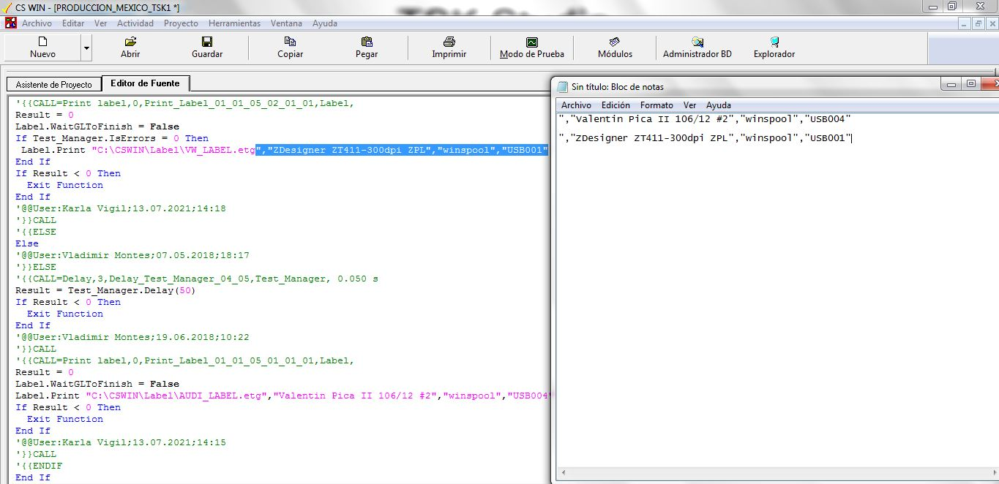 CS WIN - [PRODUCCION_MEXICO_TSK1 *]
Archivo Editar Ver Actividad Proyecto Herramientas Ventana Ayuda
Nuevo Abrir Guardar Copiar Pegar Imprimir Modo de Prueba Módulos Administrador BD Explorador
Asistente de Proyecto Editor de Fuente
'{{CALL=Print label,0,Print_Label_01_01_05_02_01_01,Label,
Result = 0
Label.WaitGLToFinish = False
If Test_Manager.IsErrors = 0 Then
Label.Print "C:\CSWIN\Label\VW_LABEL.etg","ZDesigner ZT411-300dpi ZPL","winspool","USB001"
End If
If Result < 0 Then
Exit Function
End If
'@@User:Karla Vigil;13.07.2021;14:18
'}}CALL
'{{ELSE
Else
'@@User:Vladimir Montes;07.05.2018;18:17
'}}ELSE
'{{CALL=Delay,3,Delay_Test_Manager_04_05,Test_Manager, 0.050 s
Result = Test_Manager.Delay(50)
If Result < 0 Then
Exit Function
End If
'@@User:Vladimir Montes;19.06.2018;10:22
'}}CALL
'{{CALL=Print label,0,Print_Label_01_01_05_01_01_01,Label,
Result = 0
Label.WaitGLToFinish = False
Label.Print "C:\CSWIN\Label\AUDI_LABEL.etg","Valentin Pica II 106/12 #2","winspool","USB004"
If Result < 0 Then
Exit Function
End If
'@@User:Karla Vigil;13.07.2021;14:15
'}}CALL
'{{ENDIF
End If
Sin título: Bloc de notas
Archivo Edición Formato Ver Ayuda
","Valentin Pica II 106/12 #2","winspool","USB004"
","ZDesigner ZT411-300dpi ZPL","winspool","USB001"